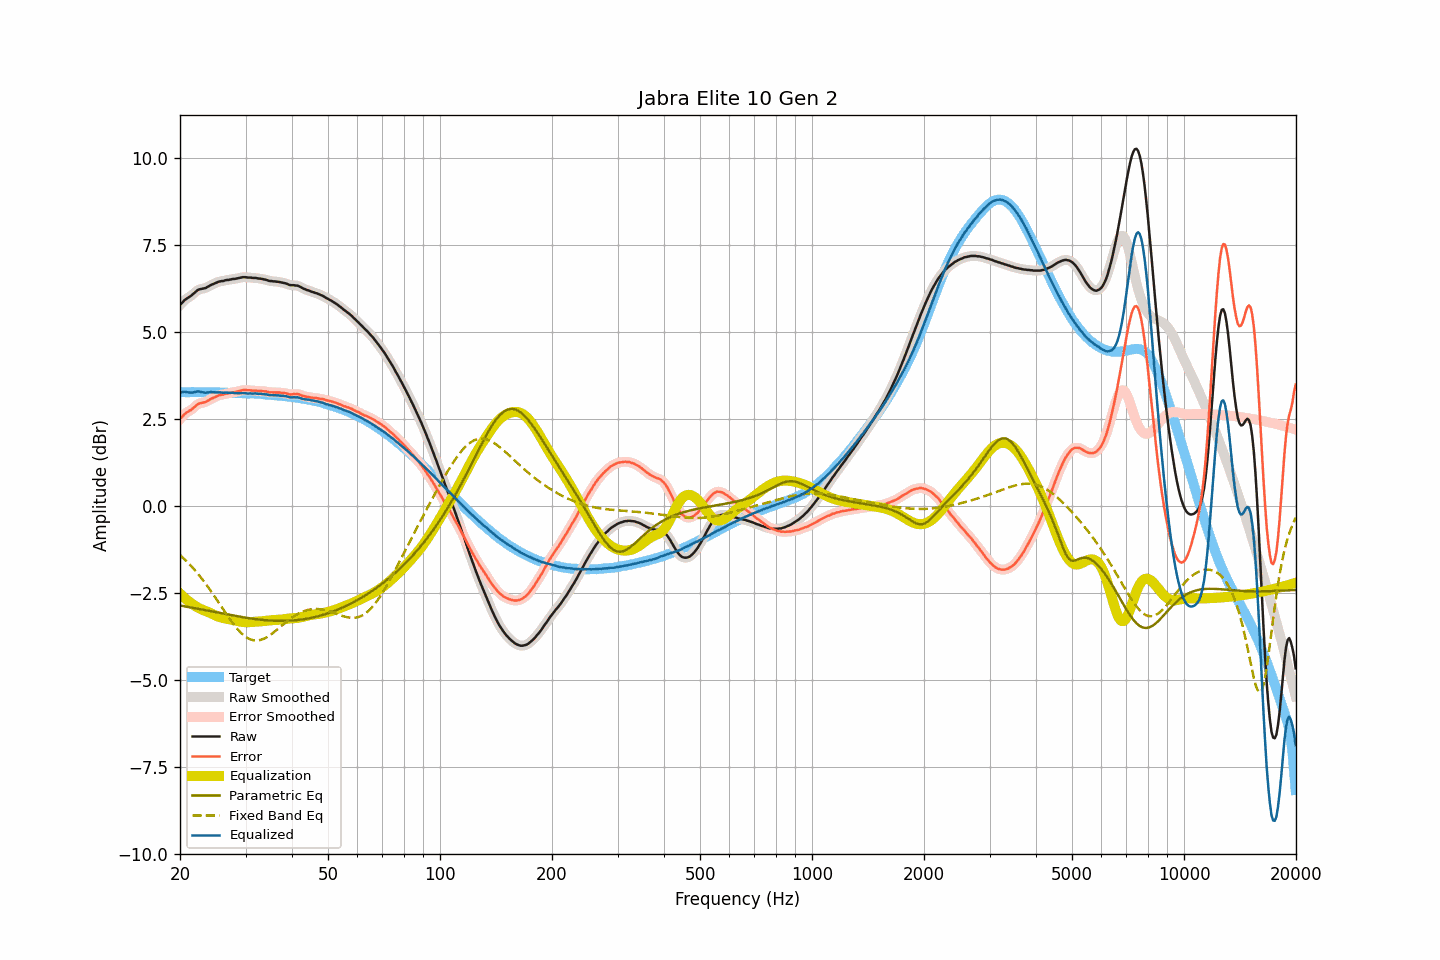 Jabra Elite 10 Gen 2
10.0
7.5
5.0
2.5
0.0
−2.5
−5.0
−7.5
−10.0
Amplitude (dBr)
Target
Raw Smoothed
Error Smoothed
Raw
Error
Equalization
Parametric Eq
Fixed Band Eq
Equalized
20 50 100 200 500 1000 2000 5000 10000 20000
Frequency (Hz)